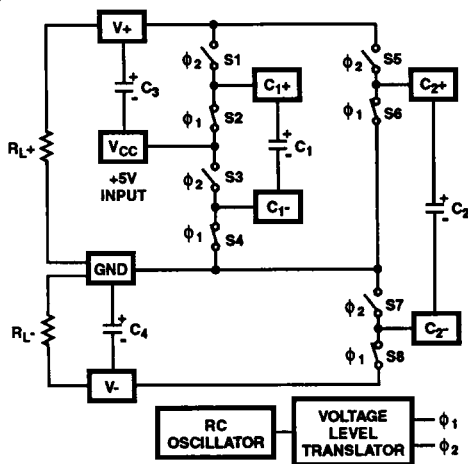 V+
S1
S5
ϕ2
ϕ2
C3
C1+
C2+
ϕ1
S2
ϕ1
S6
RL+
VCC
C1
+5V
INPUT
ϕ2
S3
C2
C1-
ϕ1
S4
GND
ϕ2
S7
RL-
C4
C2-
ϕ1
S8
V-
RC
OSCILLATOR
VOLTAGE
LEVEL
TRANSLATOR
ϕ1
ϕ2